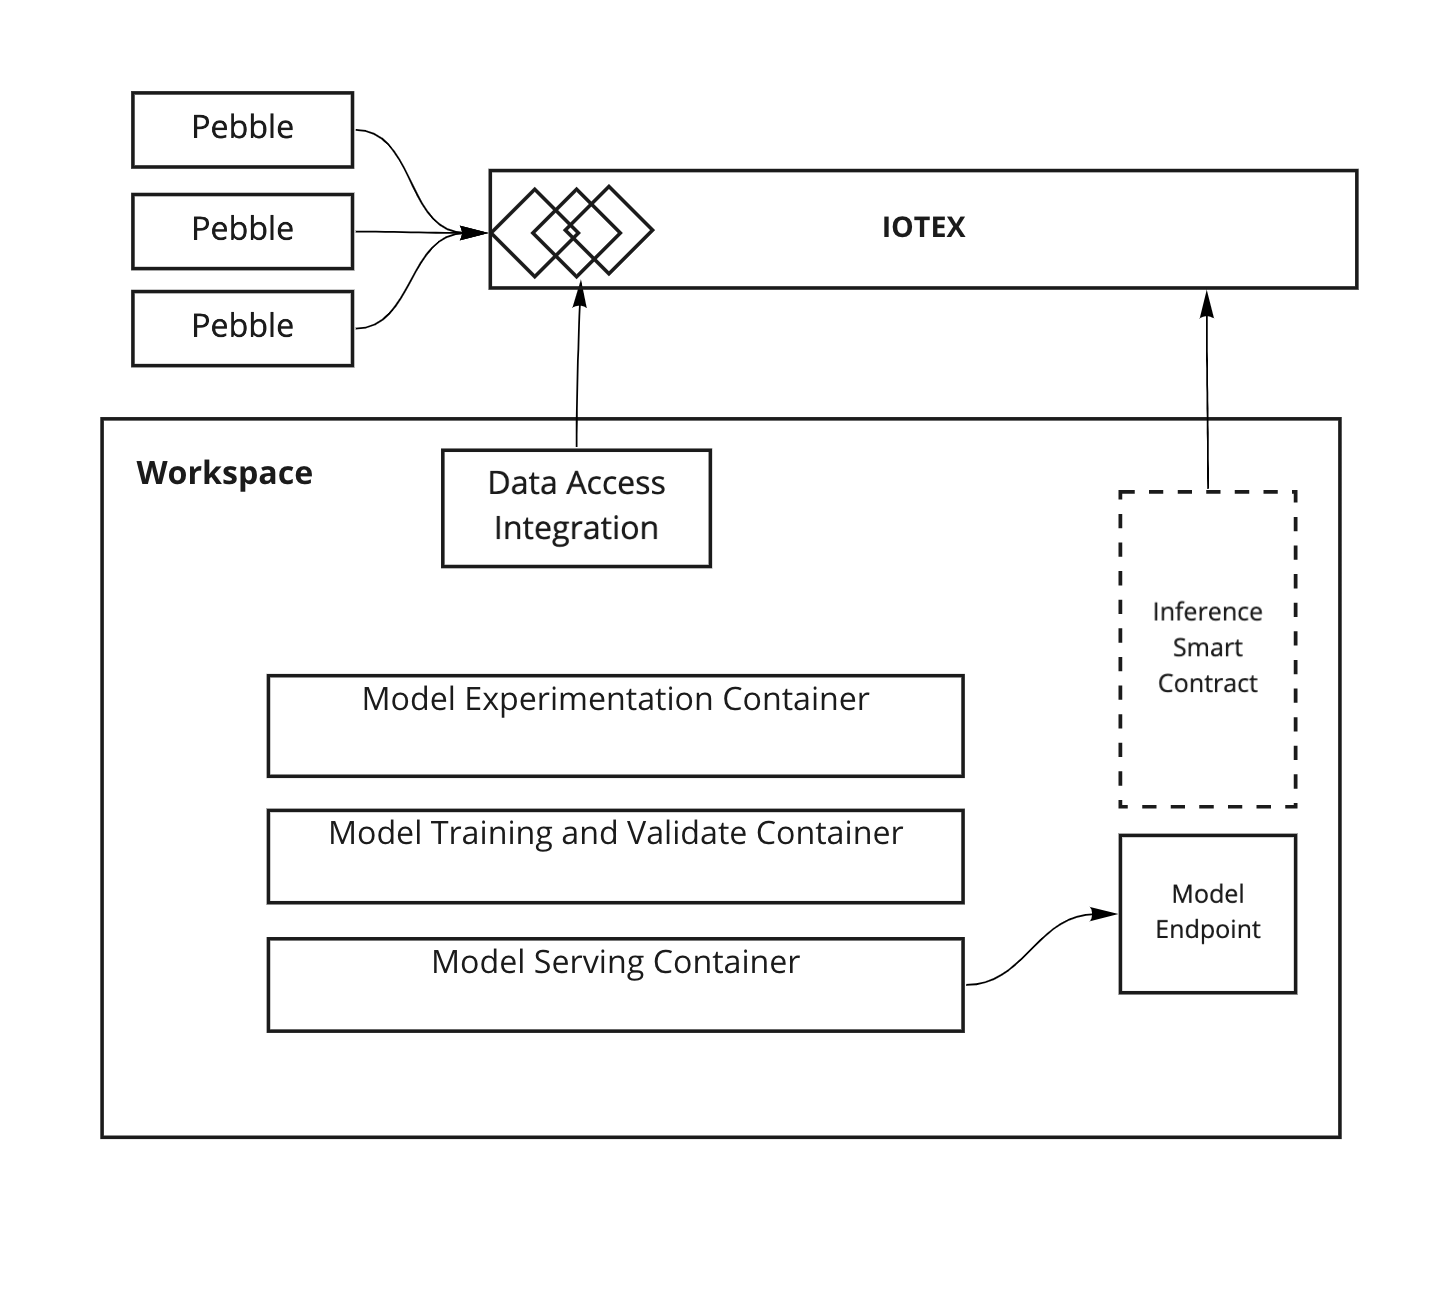 Pebble
Pebble
Pebble
IOTEX
Workspace
Data Access
Integration
Model Experimentation Container
Model Training and Validate Container
Model Serving Container
Inference
Smart
Contract
Model
Endpoint